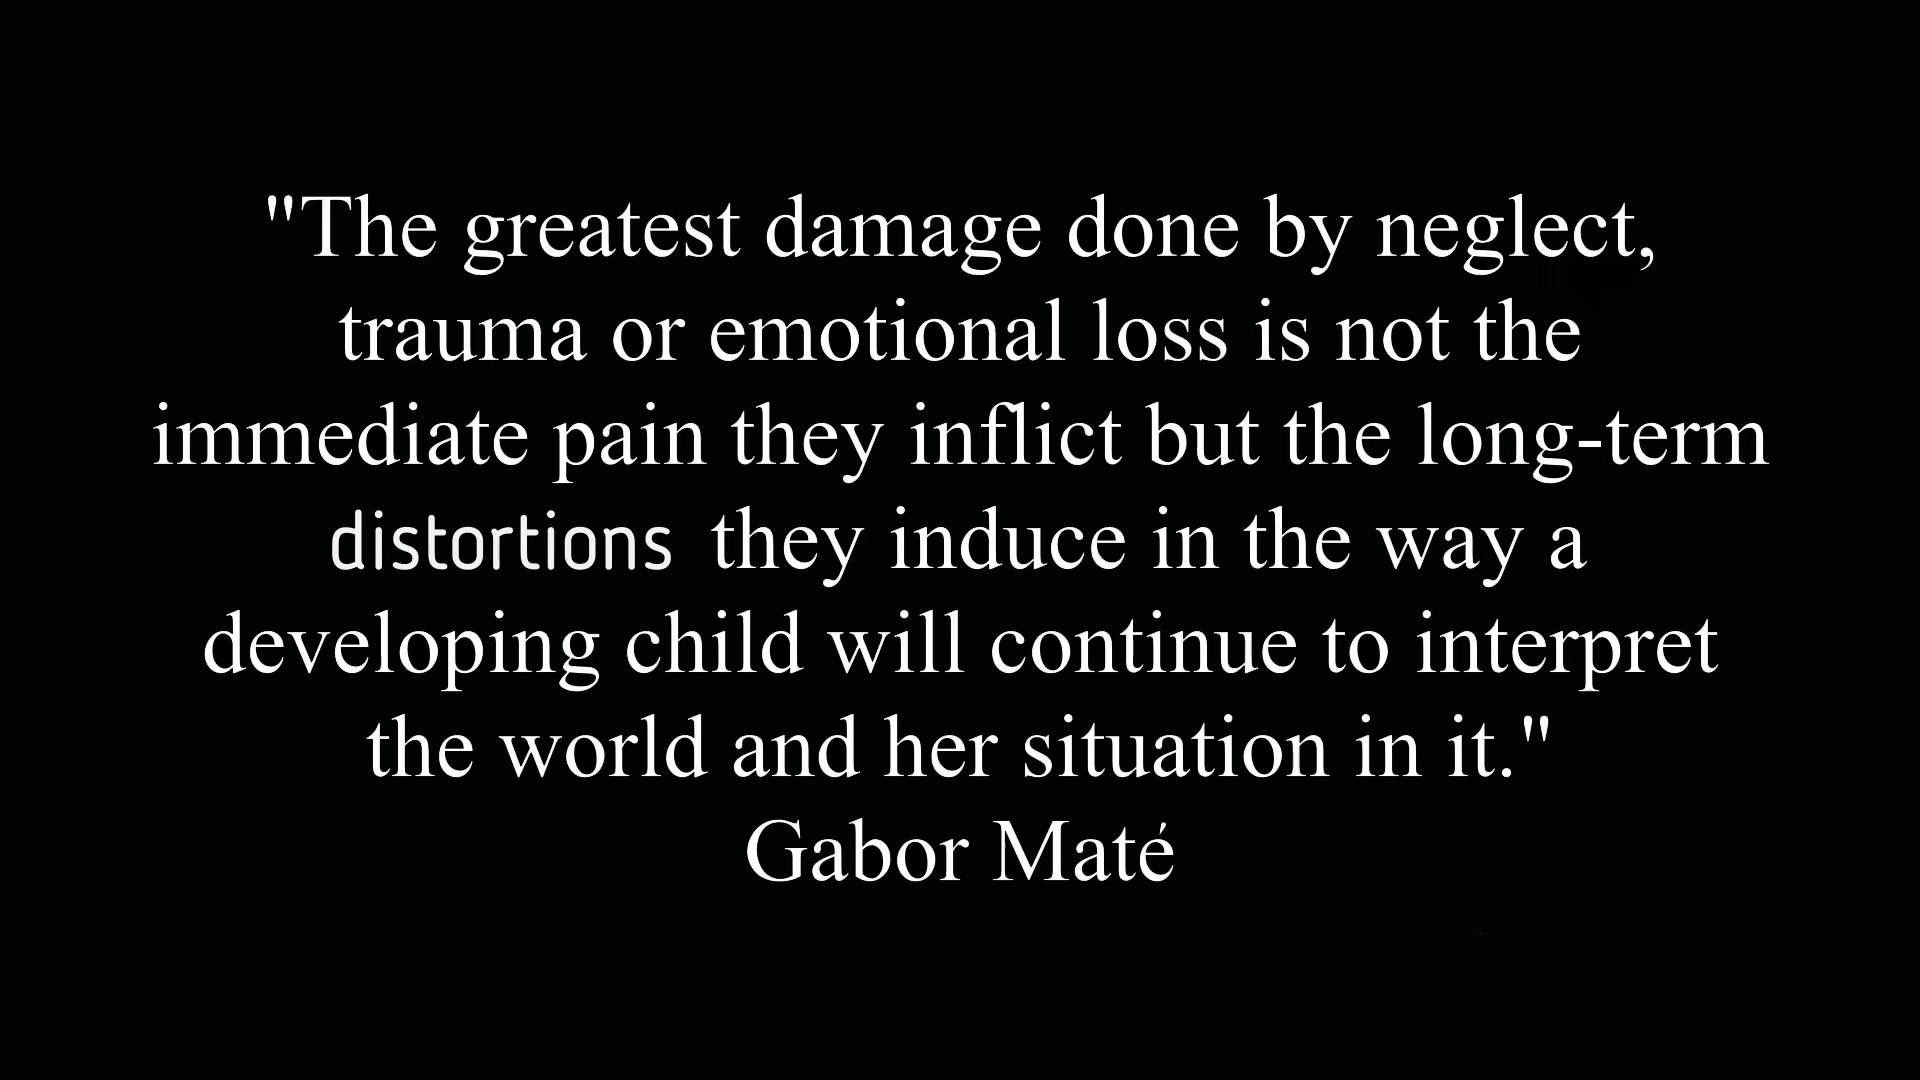 "The greatest damage done by neglect,
trauma or emotional loss is not the
immediate pain they inflict but the long-term
distortions they induce in the way a
developing child will continue to interpret
the world and her situation in it."
Gabor Maté